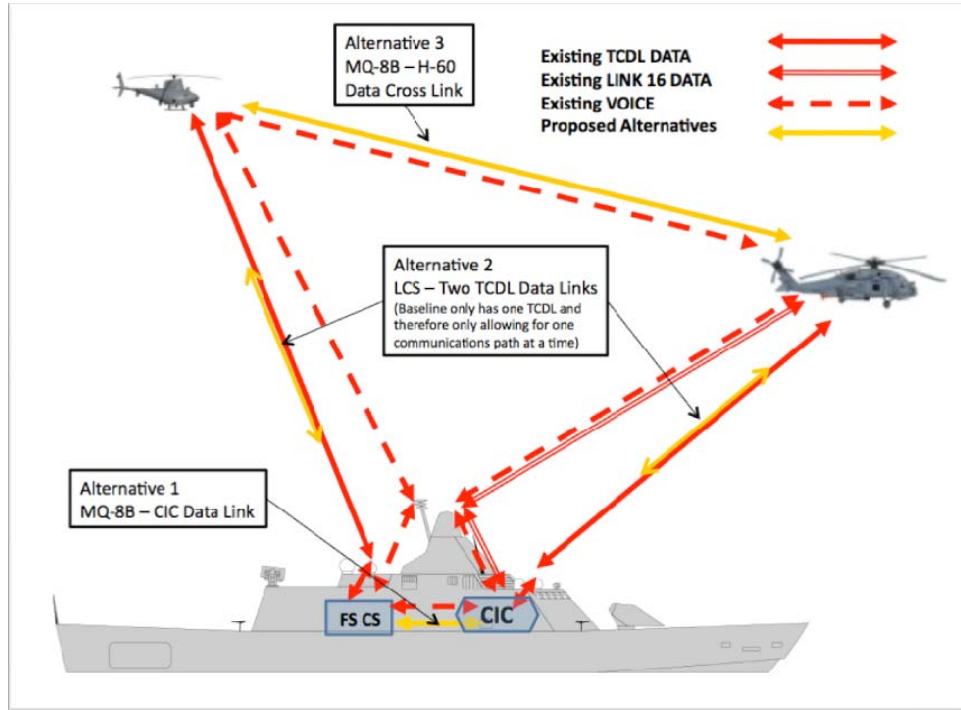 Alternative 3
MQ-8B – H-60
Data Cross Link
Existing TCDL DATA
Existing LINK 16 DATA
Existing VOICE
Proposed Alternatives
Alternative 2
LCS – Two TCDL Data Links
(Baseline only has one TCDL and
therefore only allowing for one
communications path at a time)
Alternative 1
MQ-8B – CIC Data Link
FS CS
CIC